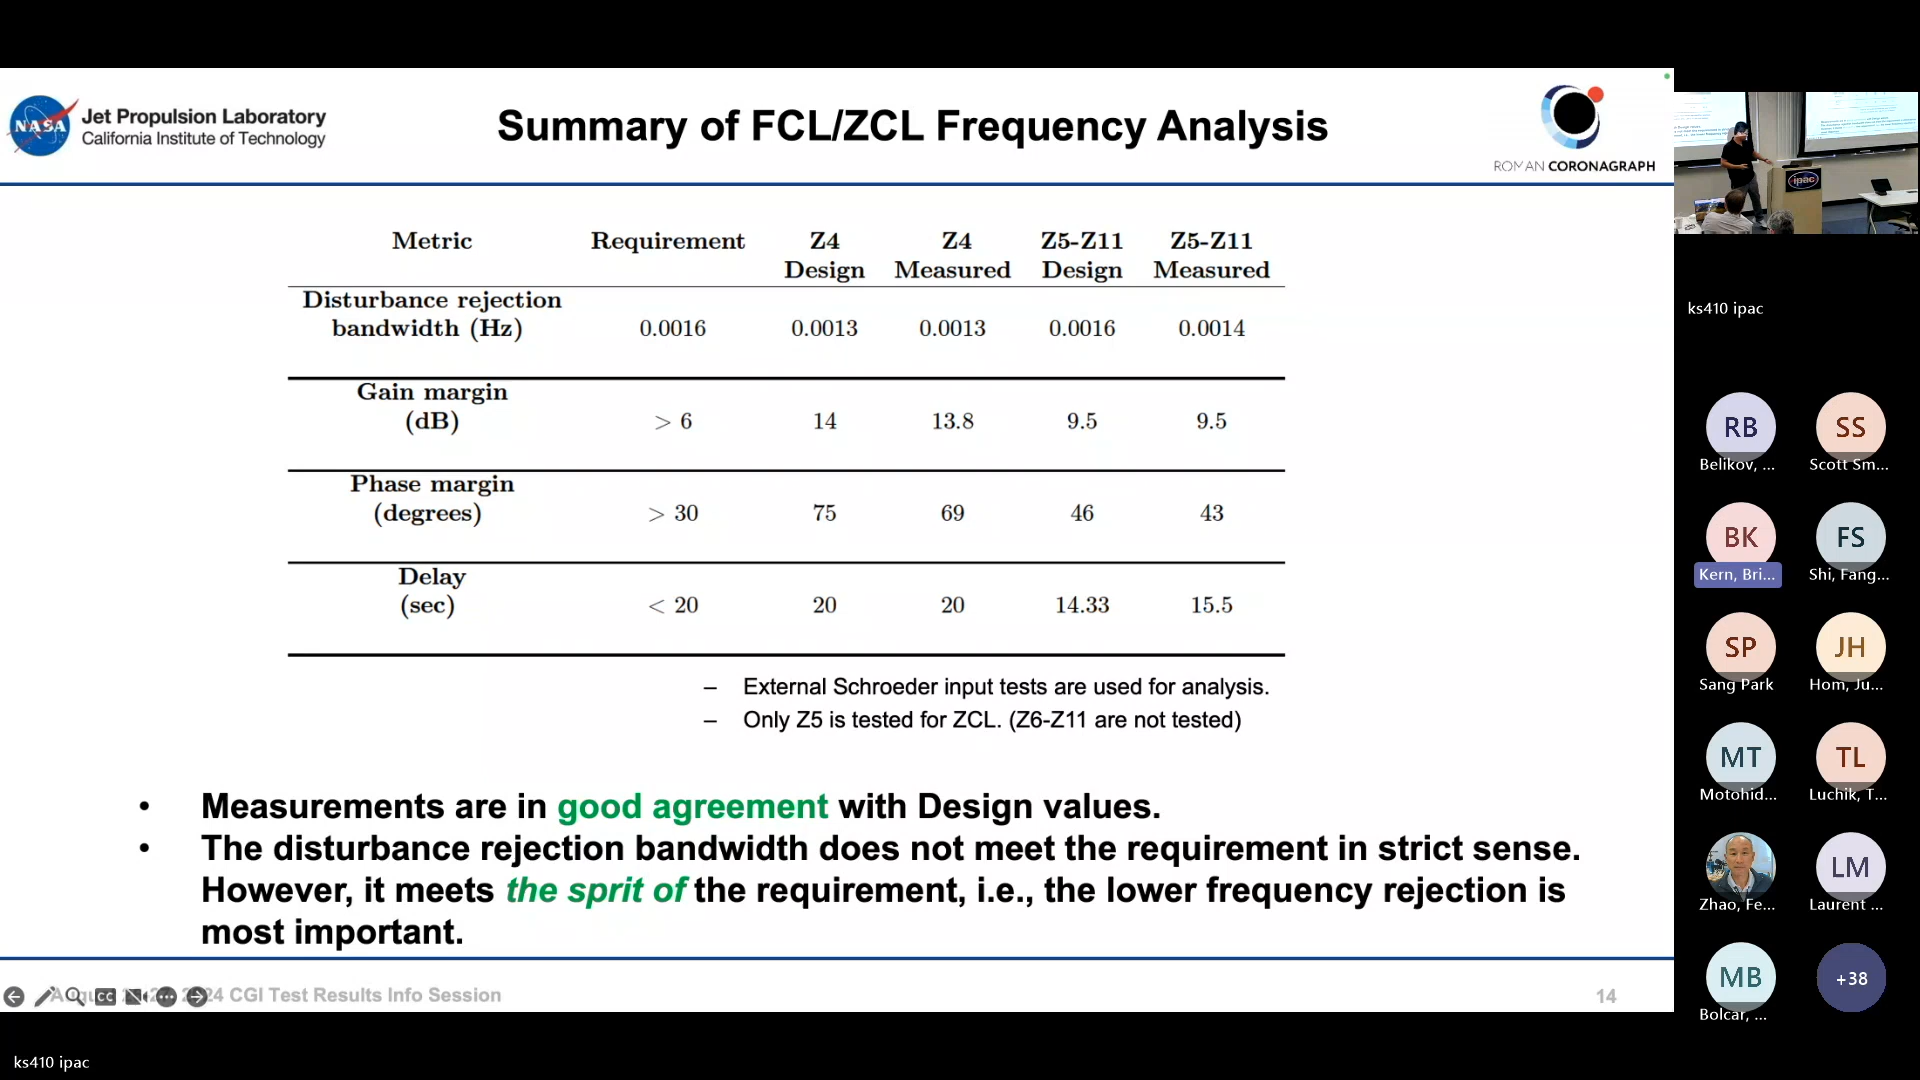 NASA
Jet Propulsion Laboratory
California Institute of Technology
Summary of FCL/ZCL Frequency Analysis
ROMAN CORONAGRAPH
Metric Requirement Z4 Design Z4 Measured Z5-Z11 Design Z5-Z11 Measured
Disturbance rejection
bandwidth (Hz) 0.0016 0.0013 0.0013 0.0016 0.0014
Gain margin
(dB) > 6 14 13.8 9.5 9.5
Phase margin
(degrees) > 30 75 69 46 43
Delay
(sec) < 20 20 20 14.33 15.5
– External Schroeder input tests are used for analysis.
– Only Z5 is tested for ZCL. (Z6-Z11 are not tested)
• Measurements are in good agreement with Design values.
• The disturbance rejection bandwidth does not meet the requirement in strict sense.
However, it meets the sprit of the requirement, i.e., the lower frequency rejection is
most important.
24 CGI Test Results Info Session
14
ks410 ipac
ipac
ks410 ipac
RB
Belikov, ...
SS
Scott Sm...
BK
Kern, Bri...
FS
Shi, Fang...
SP
Sang Park
JH
Hom, Ju...
MT
Motohid...
TL
Luchik, T...
Zhao, Fe...
LM
Laurent ...
MB
Bolcar, ...
+38